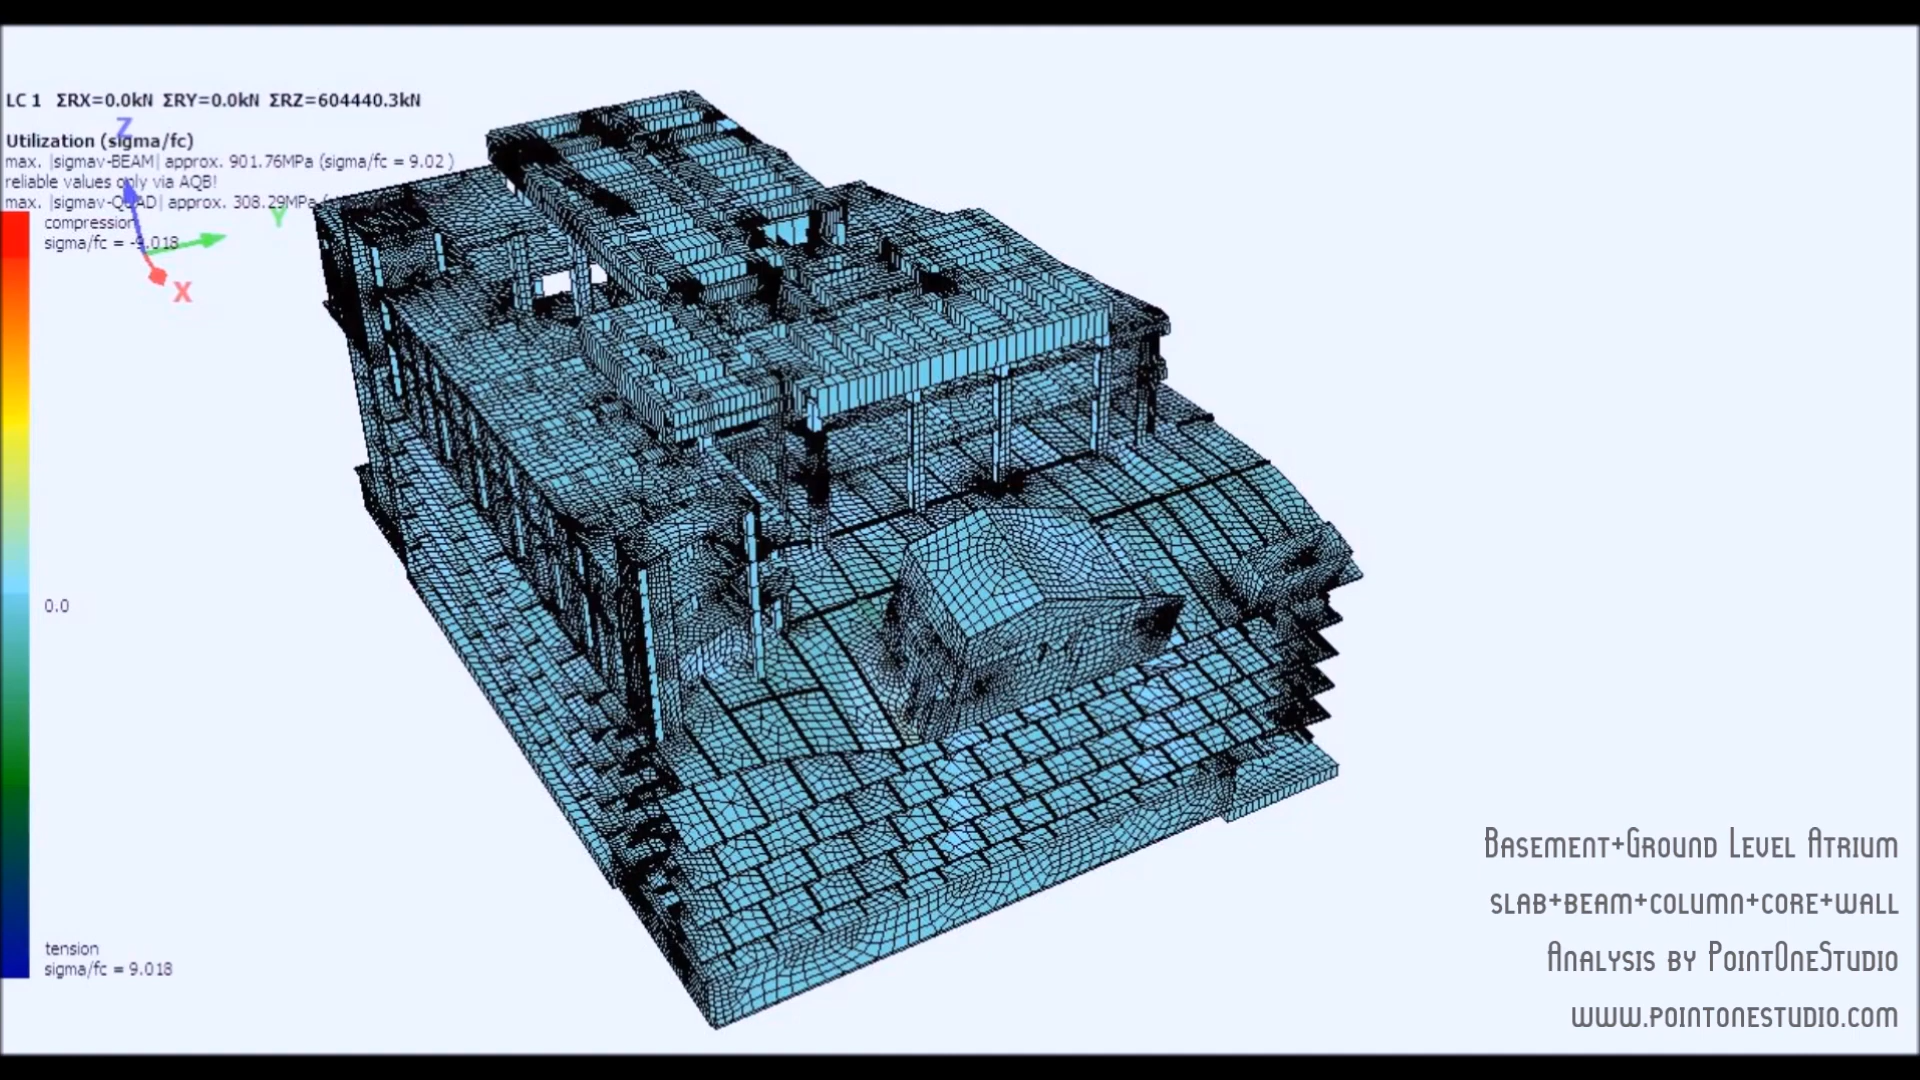 LC 1 ΣRX=0.0kN ΣRY=0.0kN ΣRZ=604440.3kN
Z
Utilization (sigma/fc)
max. |sigmav-BEAM| approx. 901.76MPa (sigma/fc = 9.02 )
reliable values only via AQB!
max. |sigmav-QUAD| approx. 308.29MPa
Y
compression
sigma/fc = -9.018
X
0.0
tension
sigma/fc = 9.018
Basement+Ground Level Atrium
slab+beam+column+core+wall
Analysis by PointOneStudio
www.pointonestudio.com